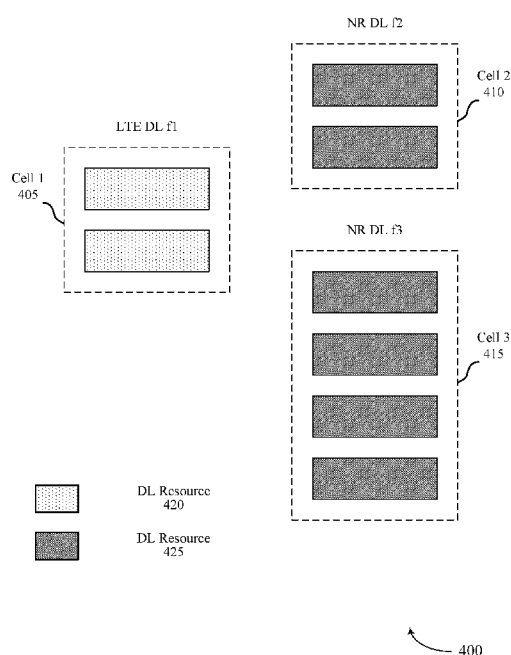 NR DL f2
Cell 2
410
LTE DL f1
Cell 1
405
NR DL f3
Cell 3
415
DL Resource
420
DL Resource
425
400